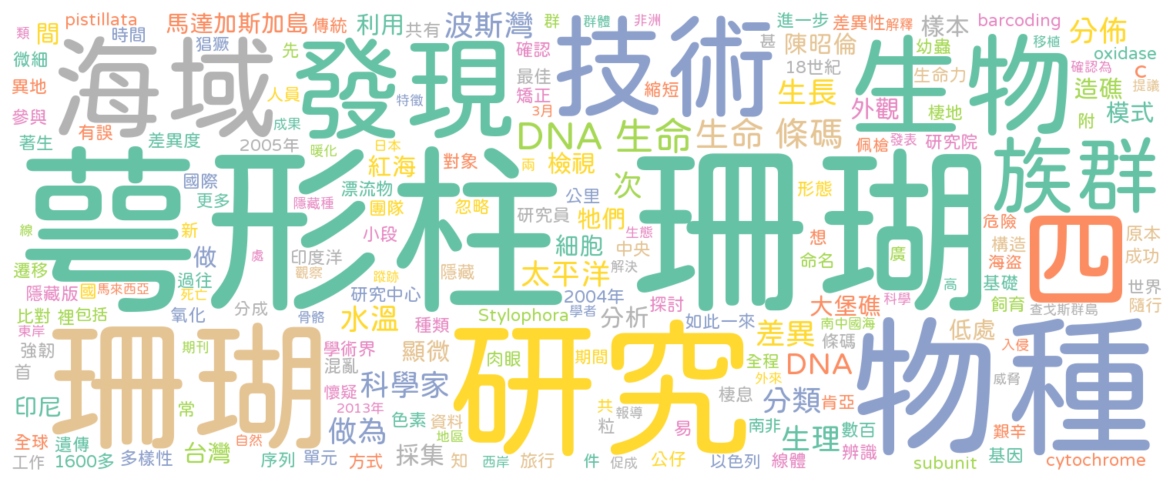 類 間 pistillata 馬達加斯加島 傳統 利用 共有 波斯灣 群 群體 非洲 進一步 差異性 解釋 樣本 barcoding 分佈
微細 時間 猖獗 先 確認 甚 陳昭倫 幼蟲 移植 oxidase
異地 海域 發現 技術 生物 最佳 18世紀 生命力 確認為 c
人員 特徵 矯正 縮短 生長 棲地 造礁 提議
參與 有誤 成果 3月 外觀 附 模式
著生 差異度 2005年 暖化 日本 DNA 生命 生命 條碼 佩槍 發表 研究院 族群
國際 紅海 對象 兩 檢視 次 形態
更多 隱藏種 漂流物 團隊 忽略 公里 牠們 危險 原本
線 新 萼形柱 珊瑚 四 小段 研究員 生態 想 廣 構造 成功
遷移 做 處 印度洋 隱藏 細胞 中央 命名 海盜
隱藏版 國 馬來西亞 過往 觀察 蹤跡 太平洋 解決 高 基礎 世界
比對 裡 包括 死亡 氧化 分成 骨骼 研究中心 2004年 學者 探討 大堡礁 科學 飼育 查戈斯群島 隨行
東岸 水溫 種類 Stylophora 分析 如此一來 差異 南中國海 低處
強韌 期刊 學術界 混亂 顯微 肉眼 期間 全程 條碼 入侵
首 珊瑚 研究 物種 懷疑 科學家 外來 DNA 棲息 威脅
印尼 常 2013年 色素 共 分類 肯亞
全球 遺傳 台灣 自然 做為 資料 地區 粒 報導 易 南非 生理 數百 艱辛
工作 1600多 多樣性 序列 單元 方式 採集 知 西岸 旅行 件 促成 公仔 以色列 線體 辨識 subunit 基因 cytochrome